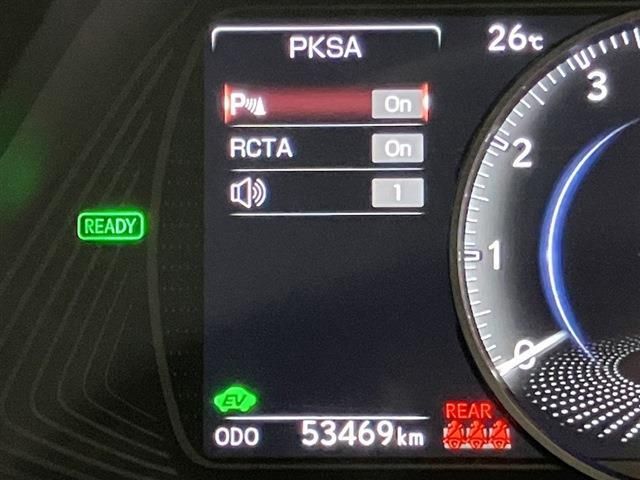 PKSA
26℃
P
On
RCTA
On
1
READY
3
2
1
0
EV
ODO 53469km
REAR